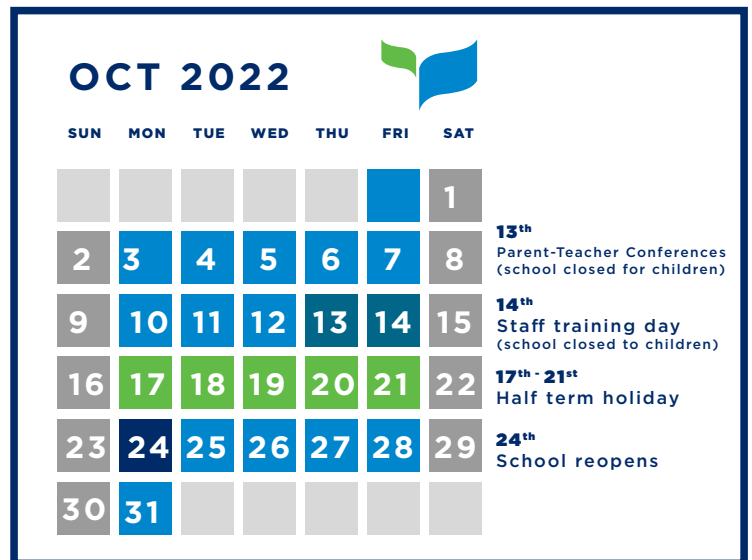 OCT 2022
SUN MON TUE WED THU FRI SAT
1
2 3 4 5 6 7 8
9 10 11 12 13 14 15
16 17 18 19 20 21 22
23 24 25 26 27 28 29
30 31
13th
Parent-Teacher Conferences
(school closed for children)
14th
Staff training day
(school closed to children)
17th - 21st
Half term holiday
24th
School reopens